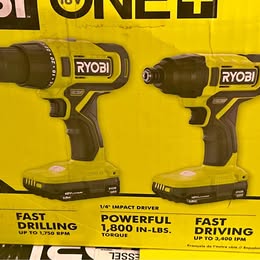 18V ONE+
RYOBI
RYOBI
FAST
DRILLING
UP TO 1,750 RPM
1/4" IMPACT DRIVER
POWERFUL
1,800 IN-LBS.
TORQUE
FAST
DRIVING
UP TO 3,400 IPM